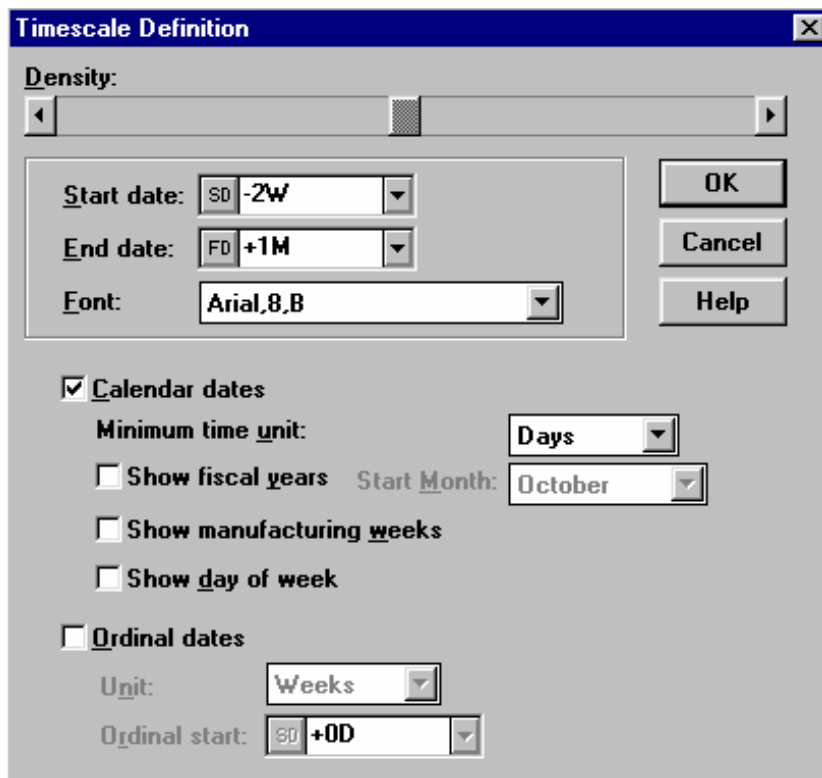 Timescale Definition
Density:
Start date: SD -2W
OK
End date: FD +1M
Cancel
Font: Arial,8,B
Help
Calendar dates
Minimum time unit: Days
Show fiscal years Start Month: October
Show manufacturing weeks
Show day of week
Ordinal dates
Unit: Weeks
Ordinal start: SD +0D